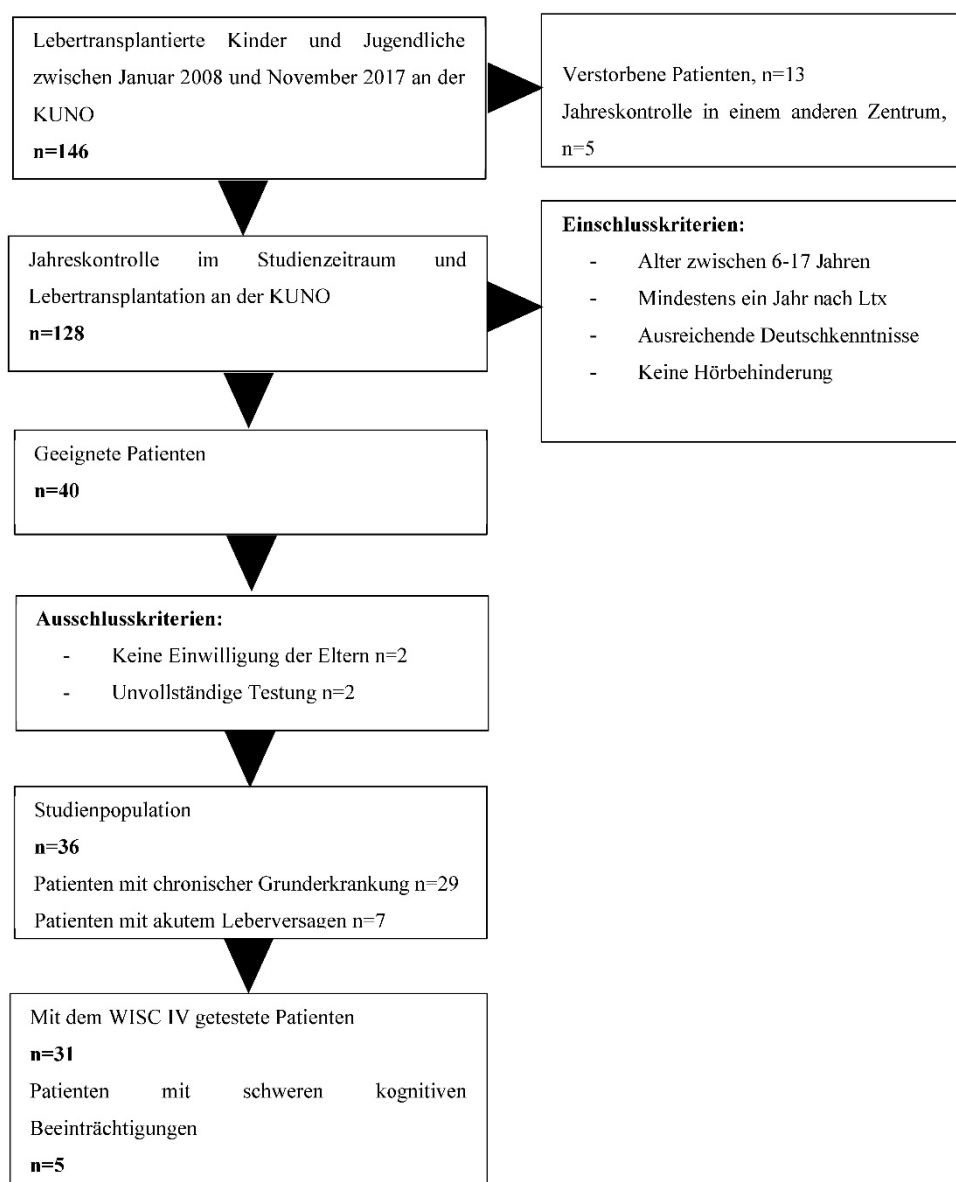 Lebertransplantierte Kinder und Jugendliche
zwischen Januar 2008 und November 2017 an der
KUNO
n=146
Verstorbene Patienten, n=13
Jahreskontrolle in einem anderen Zentrum,
n=5
Jahreskontrolle im Studienzeitraum und
Lebertransplantation an der KUNO
n=128
Einschlusskriterien:
- Alter zwischen 6-17 Jahren
- Mindestens ein Jahr nach Ltx
- Ausreichende Deutschkenntnisse
- Keine Hörbehinderung
Geeignete Patienten
n=40
Ausschlusskriterien:
- Keine Einwilligung der Eltern n=2
- Unvollständige Testung n=2
Studienpopulation
n=36
Patienten mit chronischer Grunderkrankung n=29
Patienten mit akutem Leberversagen n=7
Mit dem WISC IV getestete Patienten
n=31
Patienten mit schweren kognitiven
Beeinträchtigungen
n=5